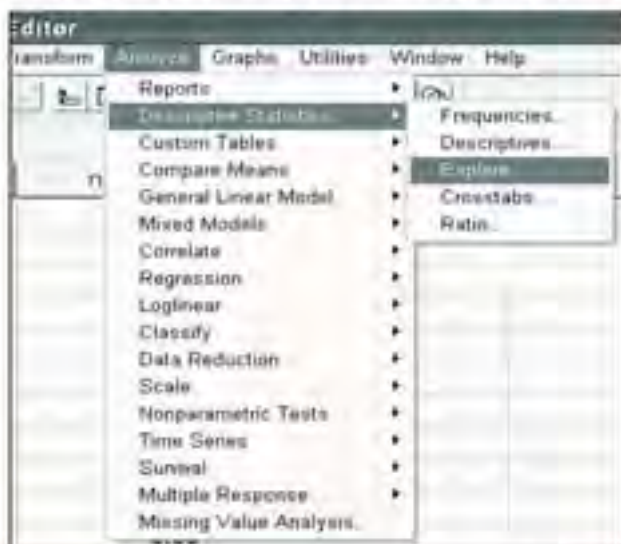 Editor
ransform Analyze Graphs Utilities Window Help
Reports
Descriptive Statistics
Custom Tables
Compare Means
General Linear Model
Mixed Models
Correlate
Regression
Loglinear
Classify
Data Reduction
Scale
Nonparametric Tests
Time Series
Survival
Multiple Response
Missing Value Analysis...
Frequencies...
Descriptives...
Explore...
Crosstabs...
Ratio...